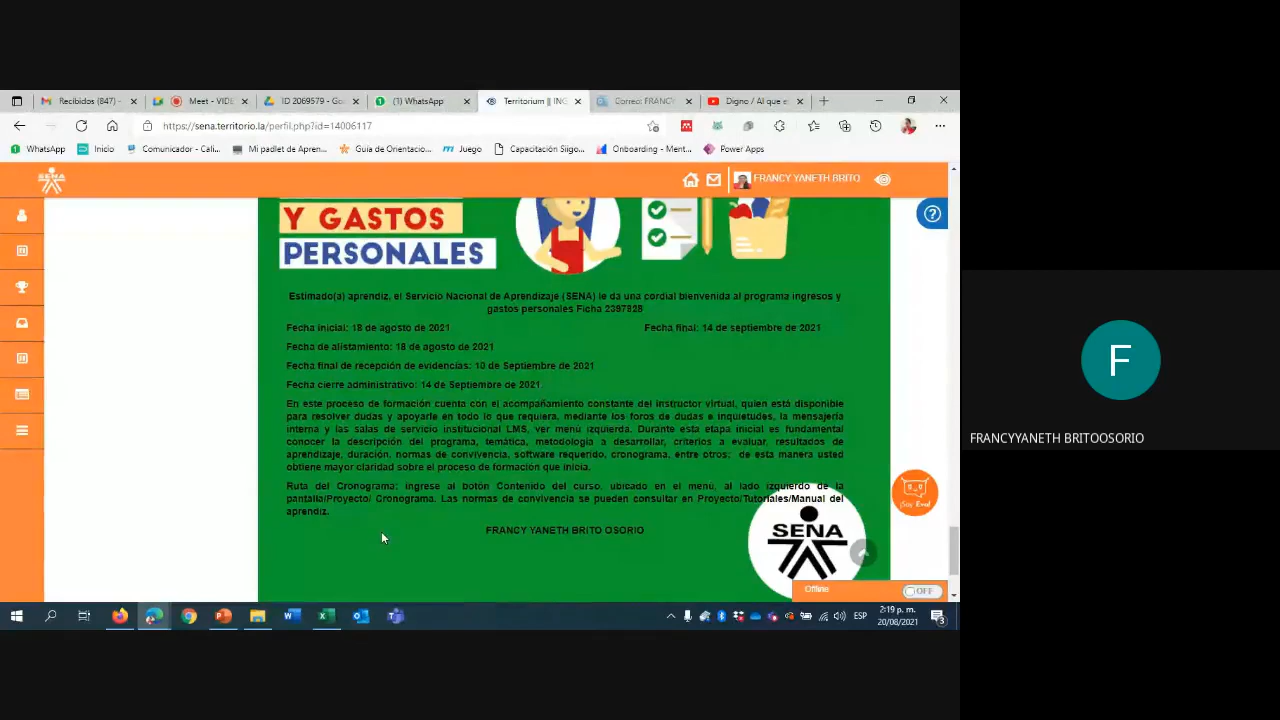 Recibidos (847) -
Meet - VIDE
ID 2069579 - Go
(1) WhatsApp
Territorium || ING
Correo: FRANCY
Digno / Al que e
https://sena.territorio.la/perfil.php?id=14006117
WhatsApp
Inicio
Comunicador - Cali...
Mi padlet de Apren...
Guía de Orientacio...
Juego
Capacitación Siigo...
Onboarding - Ment...
Power Apps
SENA
FRANCY YANETH BRITO
Y GASTOS
PERSONALES
Estimado(a) aprendiz, el Servicio Nacional de Aprendizaje (SENA) le da una cordial bienvenida al programa ingresos y
gastos personales Ficha 2397828
Fecha inicial: 18 de agosto de 2021
Fecha final: 14 de septiembre de 2021
Fecha de alistamiento: 18 de agosto de 2021
Fecha final de recepción de evidencias: 10 de Septiembre de 2021
Fecha cierre administrativo: 14 de Septiembre de 2021
En este proceso de formación cuenta con el acompañamiento constante del instructor virtual, quien está disponible
para resolver dudas y apoyarle en todo lo que requiera, mediante los foros de dudas e inquietudes, la mensajería
interna y las salas de servicio institucional LMS, ver menú izquierda. Durante esta etapa inicial es fundamental
conocer la descripción del programa, temática, metodología a desarrollar, criterios a evaluar, resultados de
aprendizaje, duración, normas de convivencia, software requerido, cronograma, entre otros; de esta manera usted
obtiene mayor claridad sobre el proceso de formación que inicia.
Ruta del Cronograma: Ingrese al botón Contenido del curso, ubicado en el menú, al lado izquierdo de la
pantalla/Proyecto/ Cronograma. Las normas de convivencia se pueden consultar en Proyecto/Tutoriales/Manual del
aprendiz.
FRANCY YANETH BRITO OSORIO
SENA
¡Soy Eva!
Offline
OFF
ESP
2:19 p. m.
20/08/2021
3
F
FRANCYYANETH BRITOOSORIO